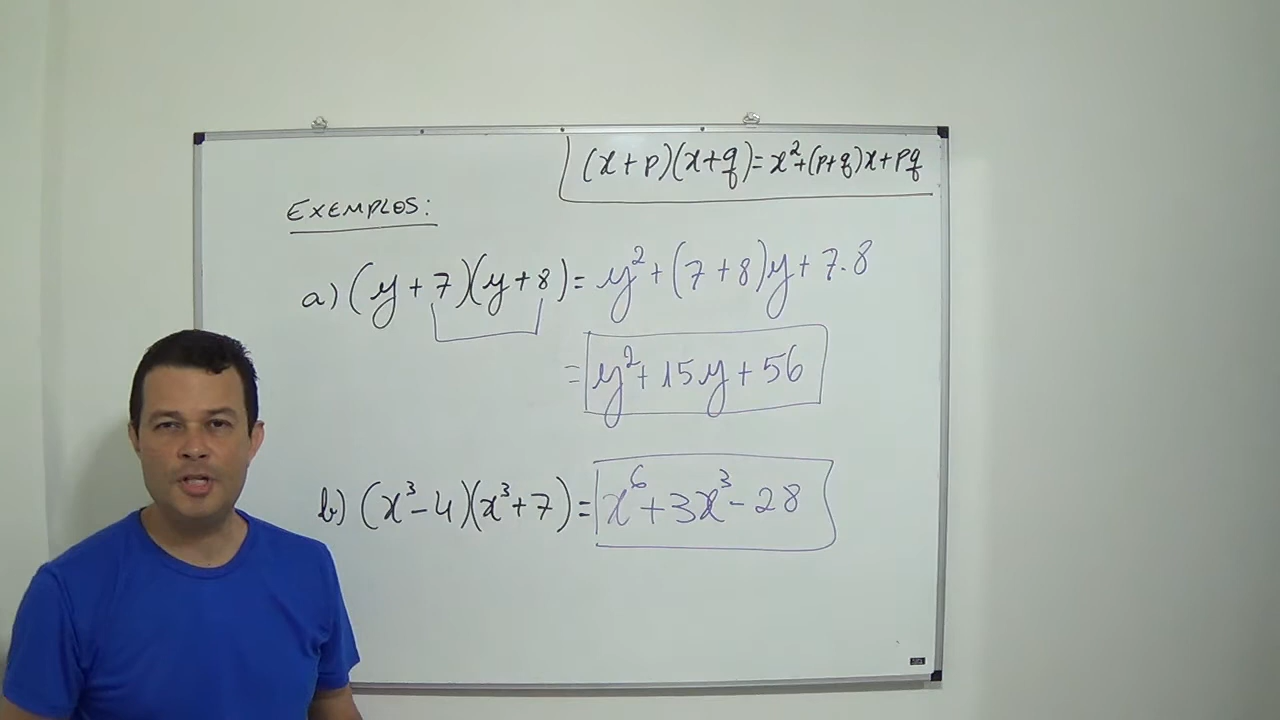 (x+p)(x+q)=x²+(p+q)x+pq
EXEMPLOS:
a) (y+7)(y+8)= y²+(7+8)y+7.8
= y²+15y+56
b) (x³-4)(x³+7)= x⁶+3x³-28